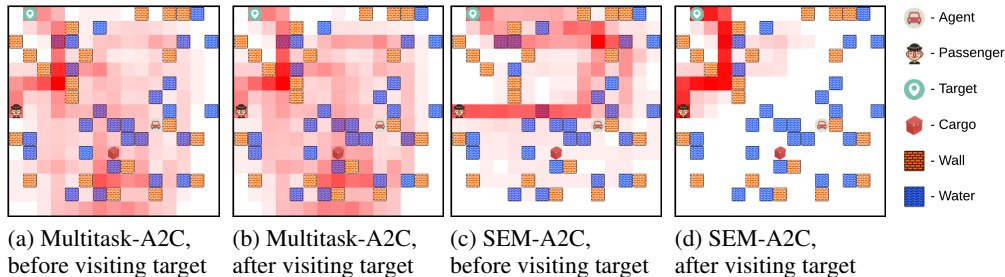 - Agent
- Passenger
- Target
- Cargo
- Wall
- Water
(a) Multitask-A2C,
before visiting target
(b) Multitask-A2C,
after visiting target
(c) SEM-A2C,
before visiting target
(d) SEM-A2C,
after visiting target